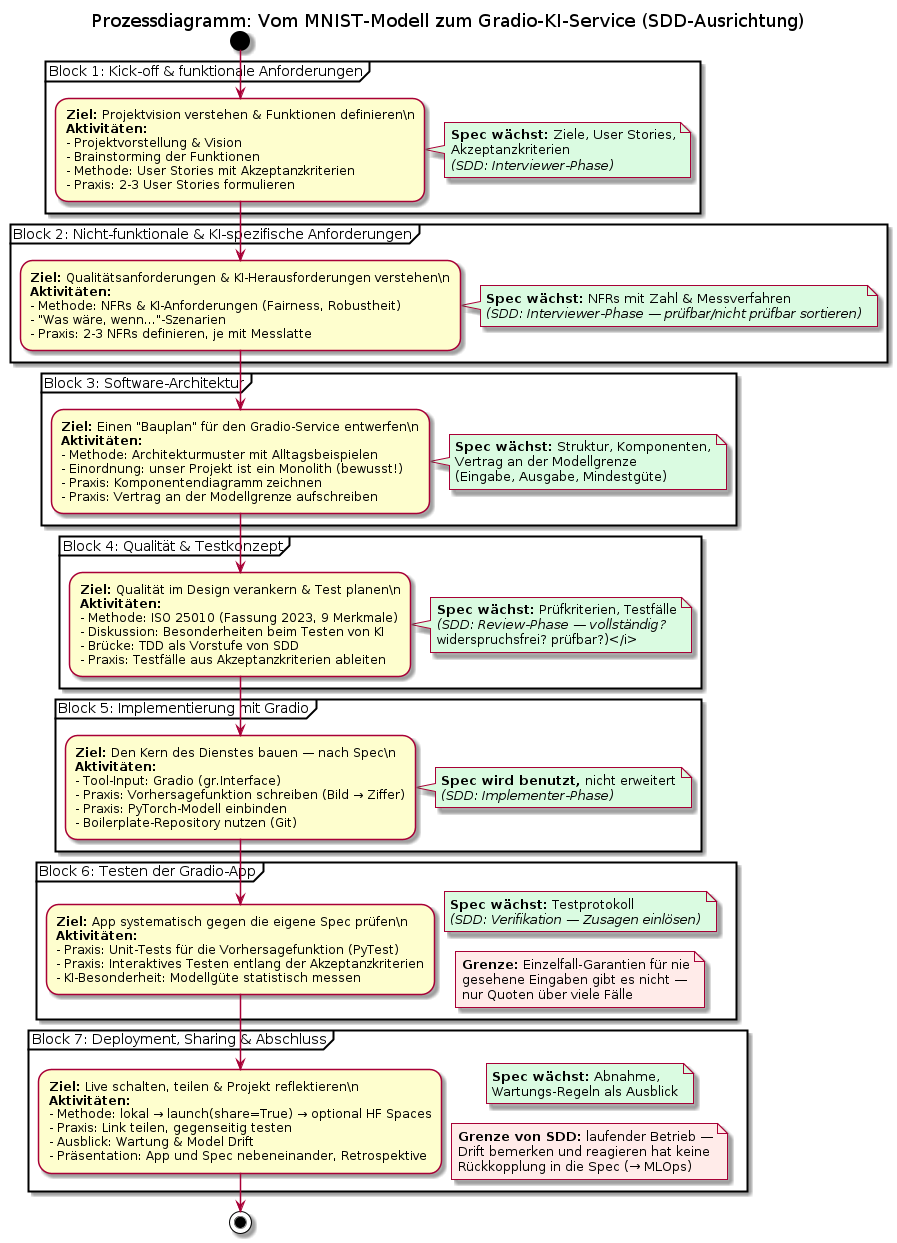 Prozessdiagramm: Vom MNIST-Modell zum Gradio-KI-Service (SDD-Ausrichtung)
Block 1: Kick-off & funktionale Anforderungen
Ziel: Projektvision verstehen & Funktionen definieren\n
Aktivitäten:
- Projektvorstellung & Vision
- Brainstorming der Funktionen
- Methode: User Stories mit Akzeptanzkriterien
- Praxis: 2-3 User Stories formulieren
Spec wächst: Ziele, User Stories,
Akzeptanzkriterien
(SDD: Interviewer-Phase)
Block 2: Nicht-funktionale & KI-spezifische Anforderungen
Ziel: Qualitätsanforderungen & KI-Herausforderungen verstehen\n
Aktivitäten:
- Methode: NFRs & KI-Anforderungen (Fairness, Robustheit)
- "Was wäre, wenn..."-Szenarien
- Praxis: 2-3 NFRs definieren, je mit Messlatte
Spec wächst: NFRs mit Zahl & Messverfahren
(SDD: Interviewer-Phase — prüfbar/nicht prüfbar sortieren)
Block 3: Software-Architektur
Ziel: Einen "Bauplan" für den Gradio-Service entwerfen\n
Aktivitäten:
- Methode: Architekturmuster mit Alltagsbeispielen
- Einordnung: unser Projekt ist ein Monolith (bewusst!)
- Praxis: Komponentendiagramm zeichnen
- Praxis: Vertrag an der Modellgrenze aufschreiben
Spec wächst: Struktur, Komponenten,
Vertrag an der Modellgrenze
(Eingabe, Ausgabe, Mindestgüte)
Block 4: Qualität & Testkonzept
Ziel: Qualität im Design verankern & Test planen\n
Aktivitäten:
- Methode: ISO 25010 (Fassung 2023, 9 Merkmale)
- Diskussion: Besonderheiten beim Testen von KI
- Brücke: TDD als Vorstufe von SDD
- Praxis: Testfälle aus Akzeptanzkriterien ableiten
Spec wächst: Prüfkriterien, Testfälle
(SDD: Review-Phase — vollständig?
widerspruchsfrei? prüfbar?)</i>
Block 5: Implementierung mit Gradio
Ziel: Den Kern des Dienstes bauen — nach Spec\n
Aktivitäten:
- Tool-Input: Gradio (gr.Interface)
- Praxis: Vorhersagefunktion schreiben (Bild → Ziffer)
- Praxis: PyTorch-Modell einbinden
- Boilerplate-Repository nutzen (Git)
Spec wird benutzt, nicht erweitert
(SDD: Implementer-Phase)
Block 6: Testen der Gradio-App
Ziel: App systematisch gegen die eigene Spec prüfen\n
Aktivitäten:
- Praxis: Unit-Tests für die Vorhersagefunktion (PyTest)
- Praxis: Interaktives Testen entlang der Akzeptanzkriterien
- KI-Besonderheit: Modellgüte statistisch messen
Spec wächst: Testprotokoll
(SDD: Verifikation — Zusagen einlösen)
Grenze: Einzelfall-Garantien für nie
gesehene Eingaben gibt es nicht —
nur Quoten über viele Fälle
Block 7: Deployment, Sharing & Abschluss
Ziel: Live schalten, teilen & Projekt reflektieren\n
Aktivitäten:
- Methode: lokal → launch(share=True) → optional HF Spaces
- Praxis: Link teilen, gegenseitig testen
- Ausblick: Wartung & Model Drift
- Präsentation: App und Spec nebeneinander, Retrospektive
Spec wächst: Abnahme,
Wartungs-Regeln als Ausblick
Grenze von SDD: laufender Betrieb —
Drift bemerken und reagieren hat keine
Rückkopplung in die Spec (→ MLOps)